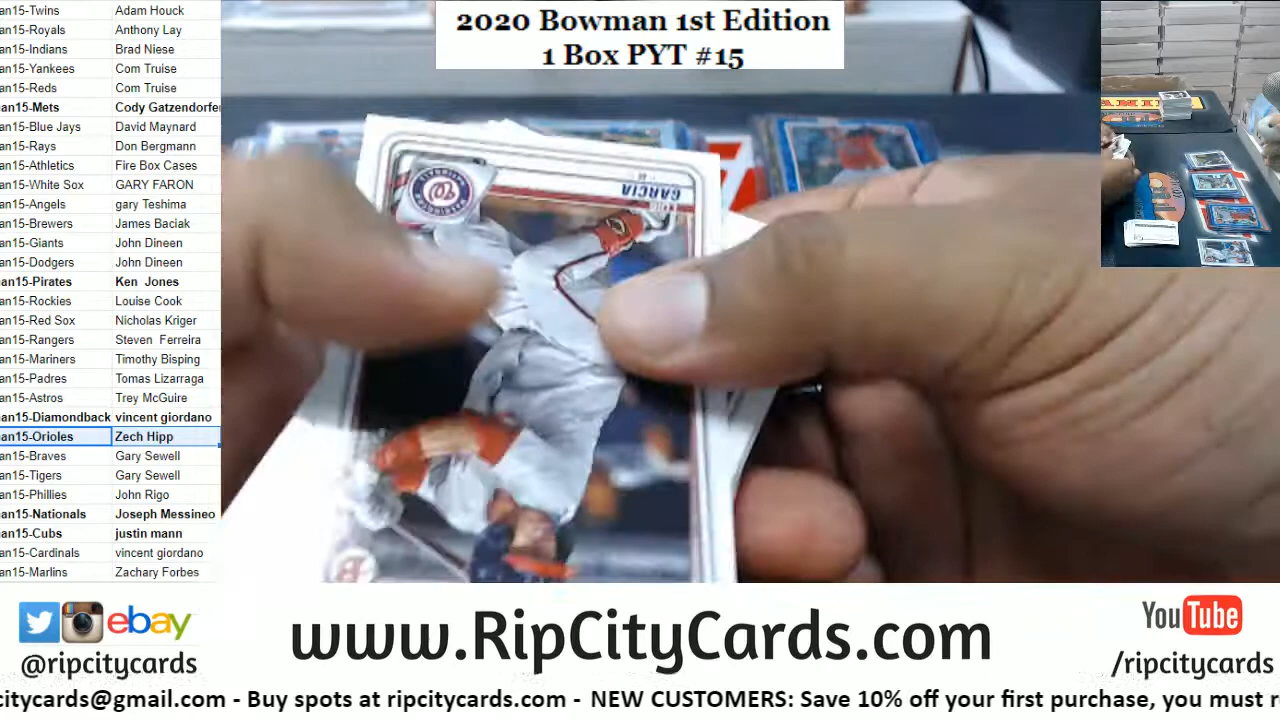 2020 Bowman 1st Edition
1 Box PYT #15
an15-Twins Adam Houck
an15-Royals Anthony Lay
an15-Indians Brad Niese
an15-Yankees Com Truise
an15-Reds Com Truise
an15-Mets Cody Gatzendorfer
an15-Blue Jays David Maynard
an15-Rays Don Bergmann
an15-Athletics Fire Box Cases
an15-White Sox GARY FARON
an15-Angels gary Teshima
an15-Brewers James Baciak
an15-Giants John Dineen
an15-Dodgers John Dineen
an15-Pirates Ken Jones
an15-Rockies Louise Cook
an15-Red Sox Nicholas Kriger
an15-Rangers Steven Ferreira
an15-Mariners Timothy Bisping
an15-Padres Tomas Lizarraga
an15-Astros Trey McGuire
an15-Diamondback vincent giordano
an15-Orioles Zech Hipp
an15-Braves Gary Sewell
an15-Tigers Gary Sewell
an15-Phillies John Rigo
an15-Nationals Joseph Messineo
an15-Cubs justin mann
an15-Cardinals vincent giordano
an15-Marlins Zachary Forbes
GARCIA
W
B
ebay
@ripcitycards
www.RipCityCards.com
YouTube
/ripcitycards
citycards@gmail.com - Buy spots at ripcitycards.com - NEW CUSTOMERS: Save 10% off your first purchase, you must r